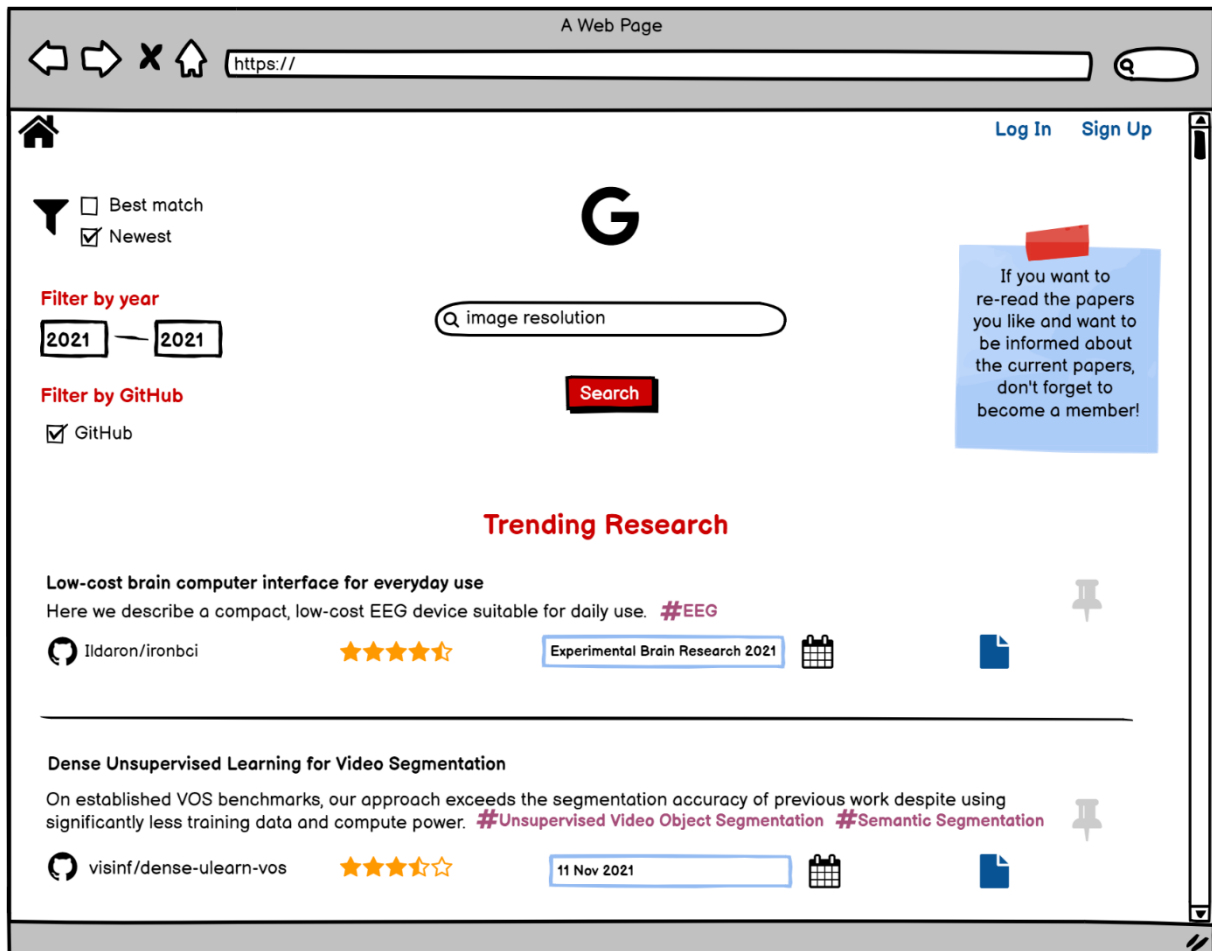 A Web Page
https://
Log In Sign Up
Best match
Newest
G
Filter by year
2021 2021
image resolution
Filter by GitHub
GitHub
Search
If you want to
re-read the papers
you like and want to
be informed about
the current papers,
don't forget to
become a member!
Trending Research
Low-cost brain computer interface for everyday use
Here we describe a compact, low-cost EEG device suitable for daily use. #EEG
Ildaron/ironbci Experimental Brain Research 2021
Dense Unsupervised Learning for Video Segmentation
On established VOS benchmarks, our approach exceeds the segmentation accuracy of previous work despite using
significantly less training data and compute power. #Unsupervised Video Object Segmentation #Semantic Segmentation
visinf/dense-ulearn-vos 11 Nov 2021